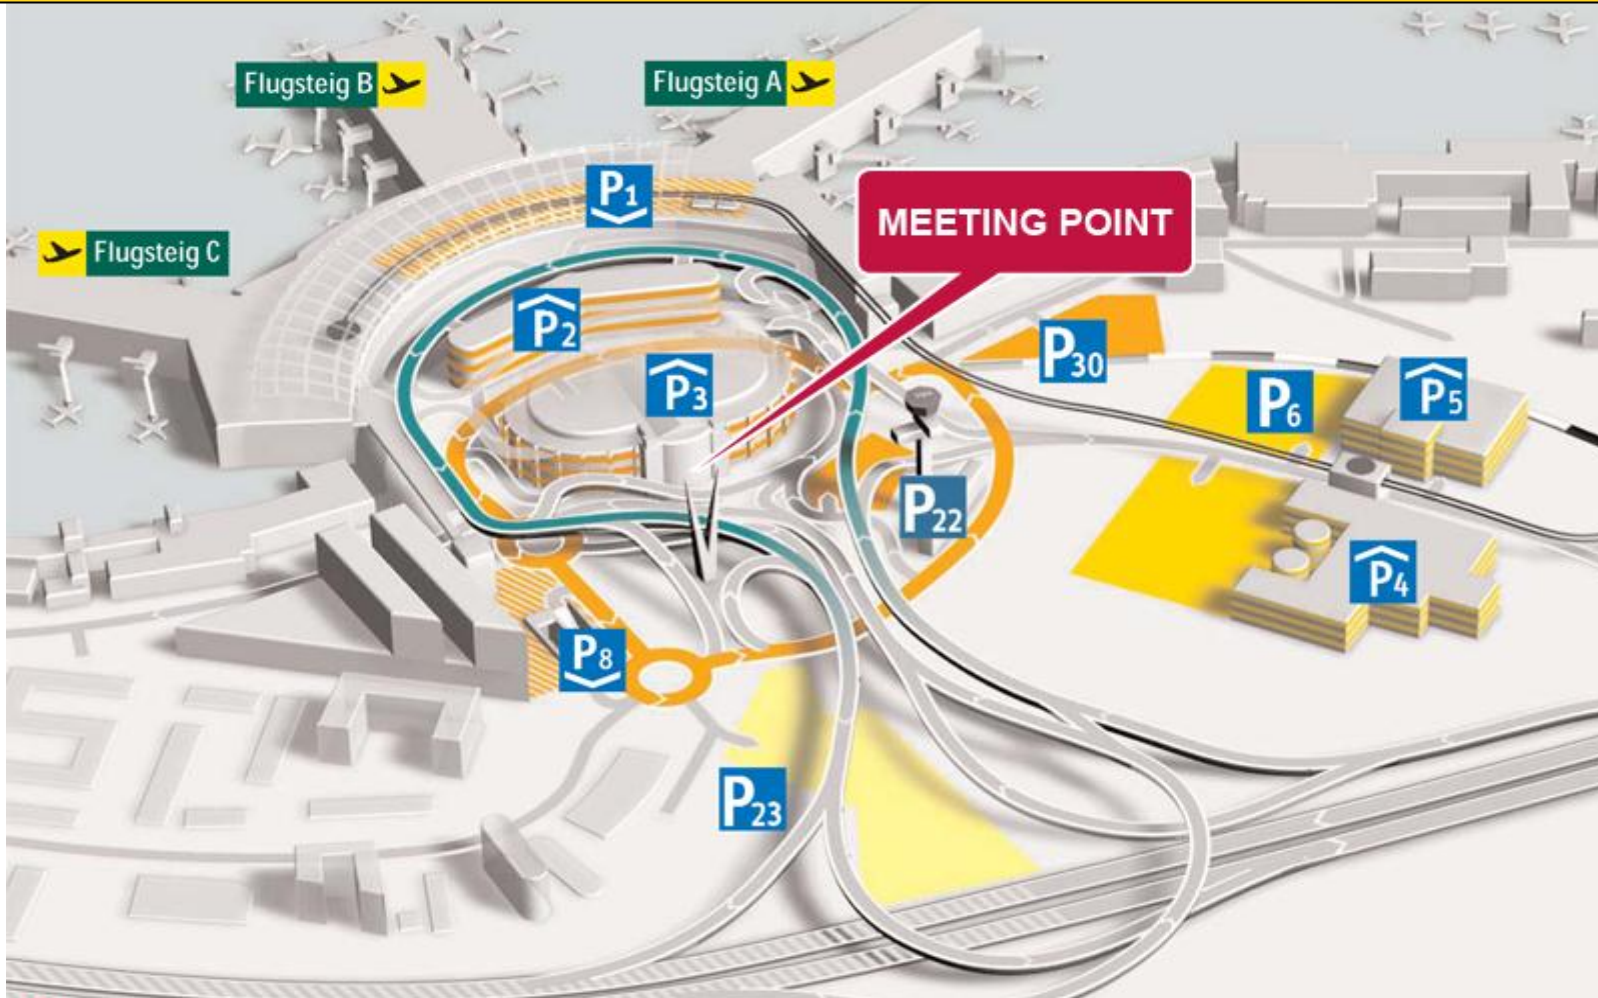 Flugsteig B
Flugsteig A
P1
MEETING POINT
Flugsteig C
P2
P30
P3
P6
P5
P22
P4
P8
P23